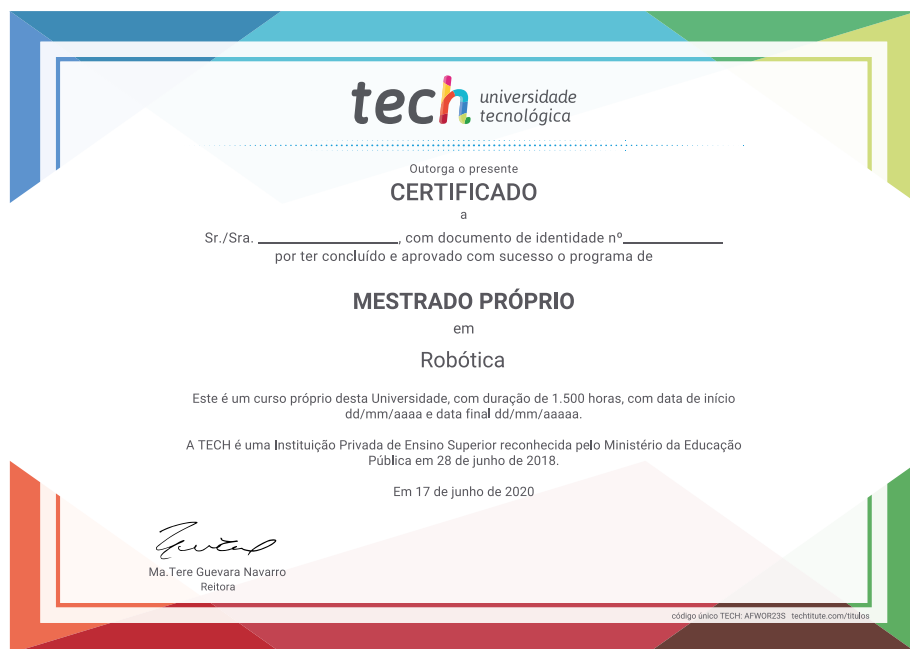 tech universidade
tecnológica
Outorga o presente
CERTIFICADO
a
Sr./Sra. ____________, com documento de identidade nº____________
por ter concluído e aprovado com sucesso o programa de
MESTRADO PRÓPRIO
em
Robótica
Este é um curso próprio desta Universidade, com duração de 1.500 horas, com data de início
dd/mm/aaaa e data final dd/mm/aaaaa.
A TECH é uma Instituição Privada de Ensino Superior reconhecida pelo Ministério da Educação
Pública em 28 de junho de 2018.
Em 17 de junho de 2020
Ma.Tere Guevara Navarro
Reitora
código único TECH: AFWOR23S techtitute.com/titulos